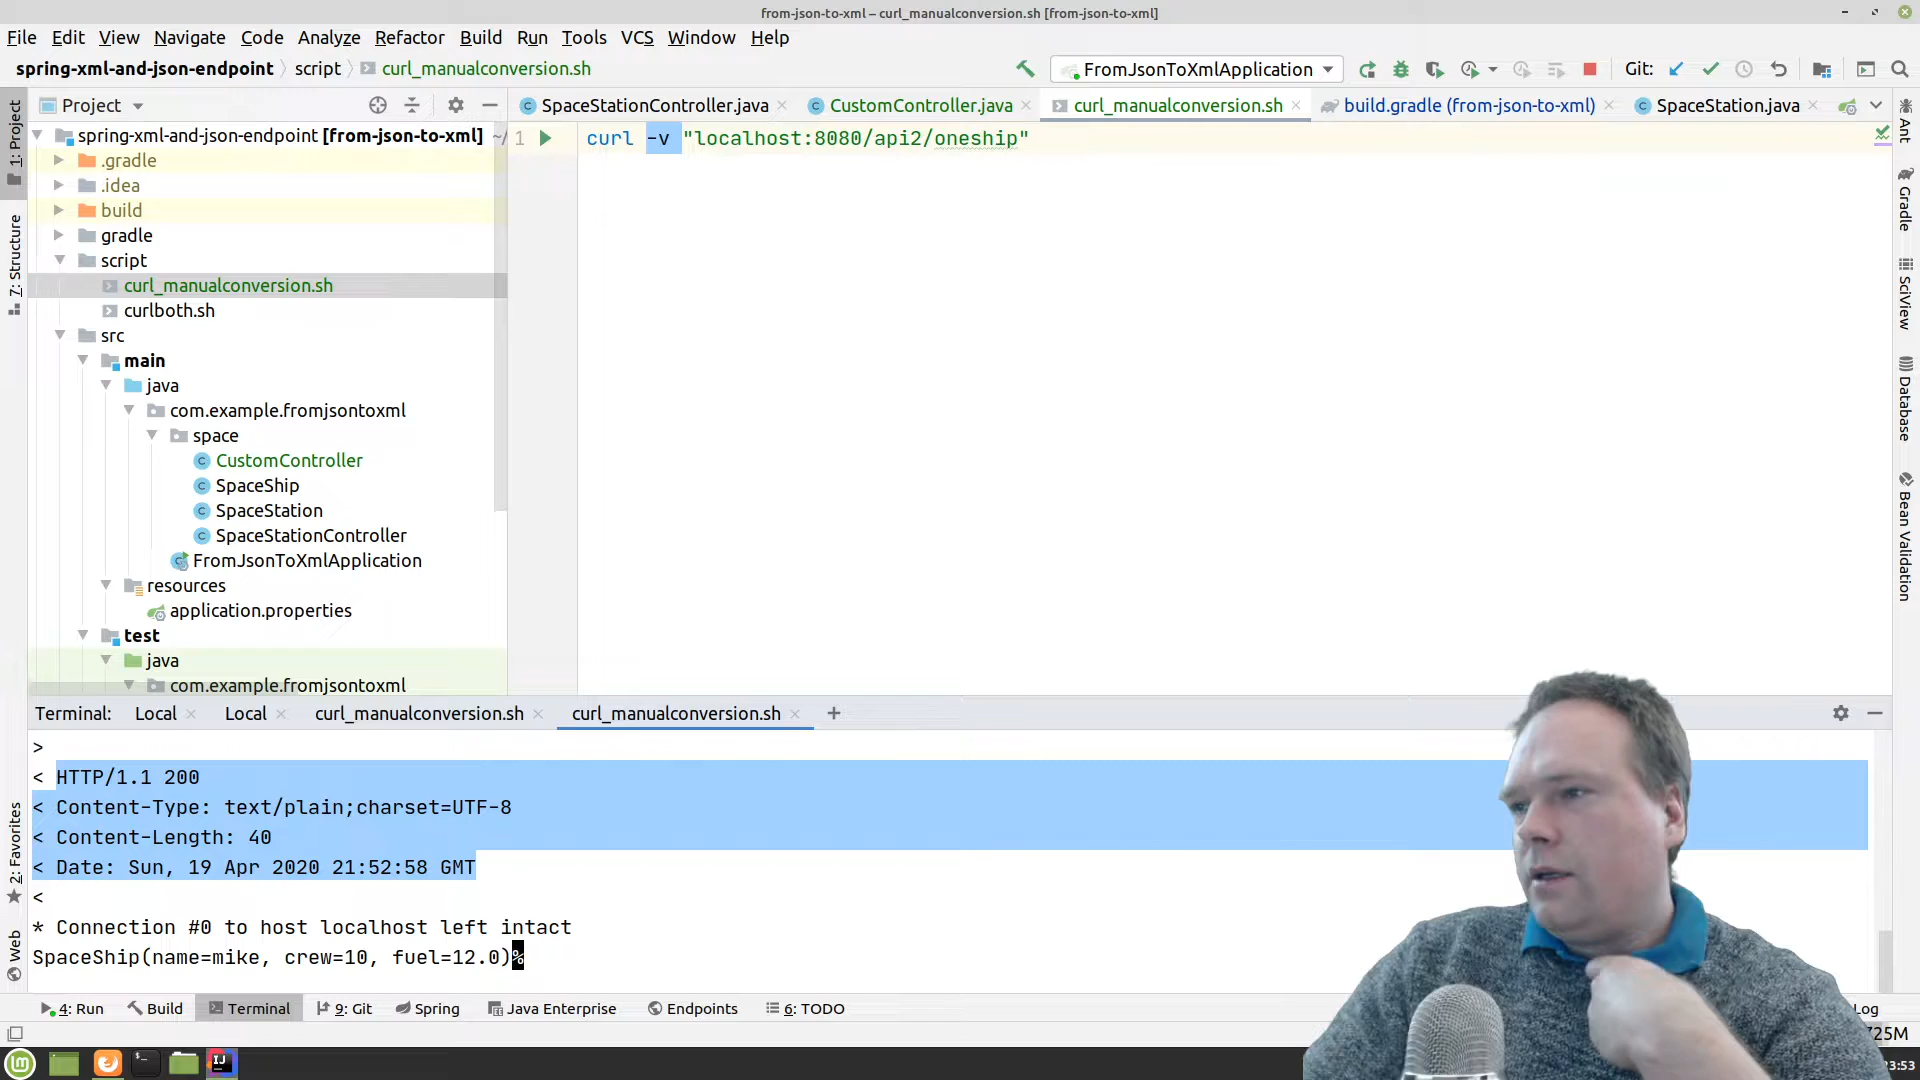 from-json-to-xml – curl_manualconversion.sh [from-json-to-xml]
File Edit View Navigate Code Analyze Refactor Build Run Tools VCS Window Help
spring-xml-and-json-endpoint script curl_manualconversion.sh
FromJsonToXmlApplication Git:
Project
SpaceStationController.java CustomController.java curl_manualconversion.sh build.gradle (from-json-to-xml) SpaceStation.java
spring-xml-and-json-endpoint [from-json-to-xml] ~/
.gradle
.idea
build
gradle
script
curl_manualconversion.sh
curlboth.sh
src
main
java
com.example.fromjsontoxml
space
CustomController
SpaceShip
SpaceStation
SpaceStationController
FromJsonToXmlApplication
resources
application.properties
test
java
com.example.fromjsontoxml
1 curl -v "localhost:8080/api2/oneship"
1: Project
7: Structure
2: Favorites
Web
Ant
Gradle
SciView
Database
Bean Validation
Terminal: Local Local curl_manualconversion.sh curl_manualconversion.sh +
>
< HTTP/1.1 200
< Content-Type: text/plain;charset=UTF-8
< Content-Length: 40
< Date: Sun, 19 Apr 2020 21:52:58 GMT
<
* Connection #0 to host localhost left intact
SpaceShip(name=mike, crew=10, fuel=12.0)%
4: Run Build Terminal 9: Git Spring Java Enterprise Endpoints 6: TODO Log
725M
3:53